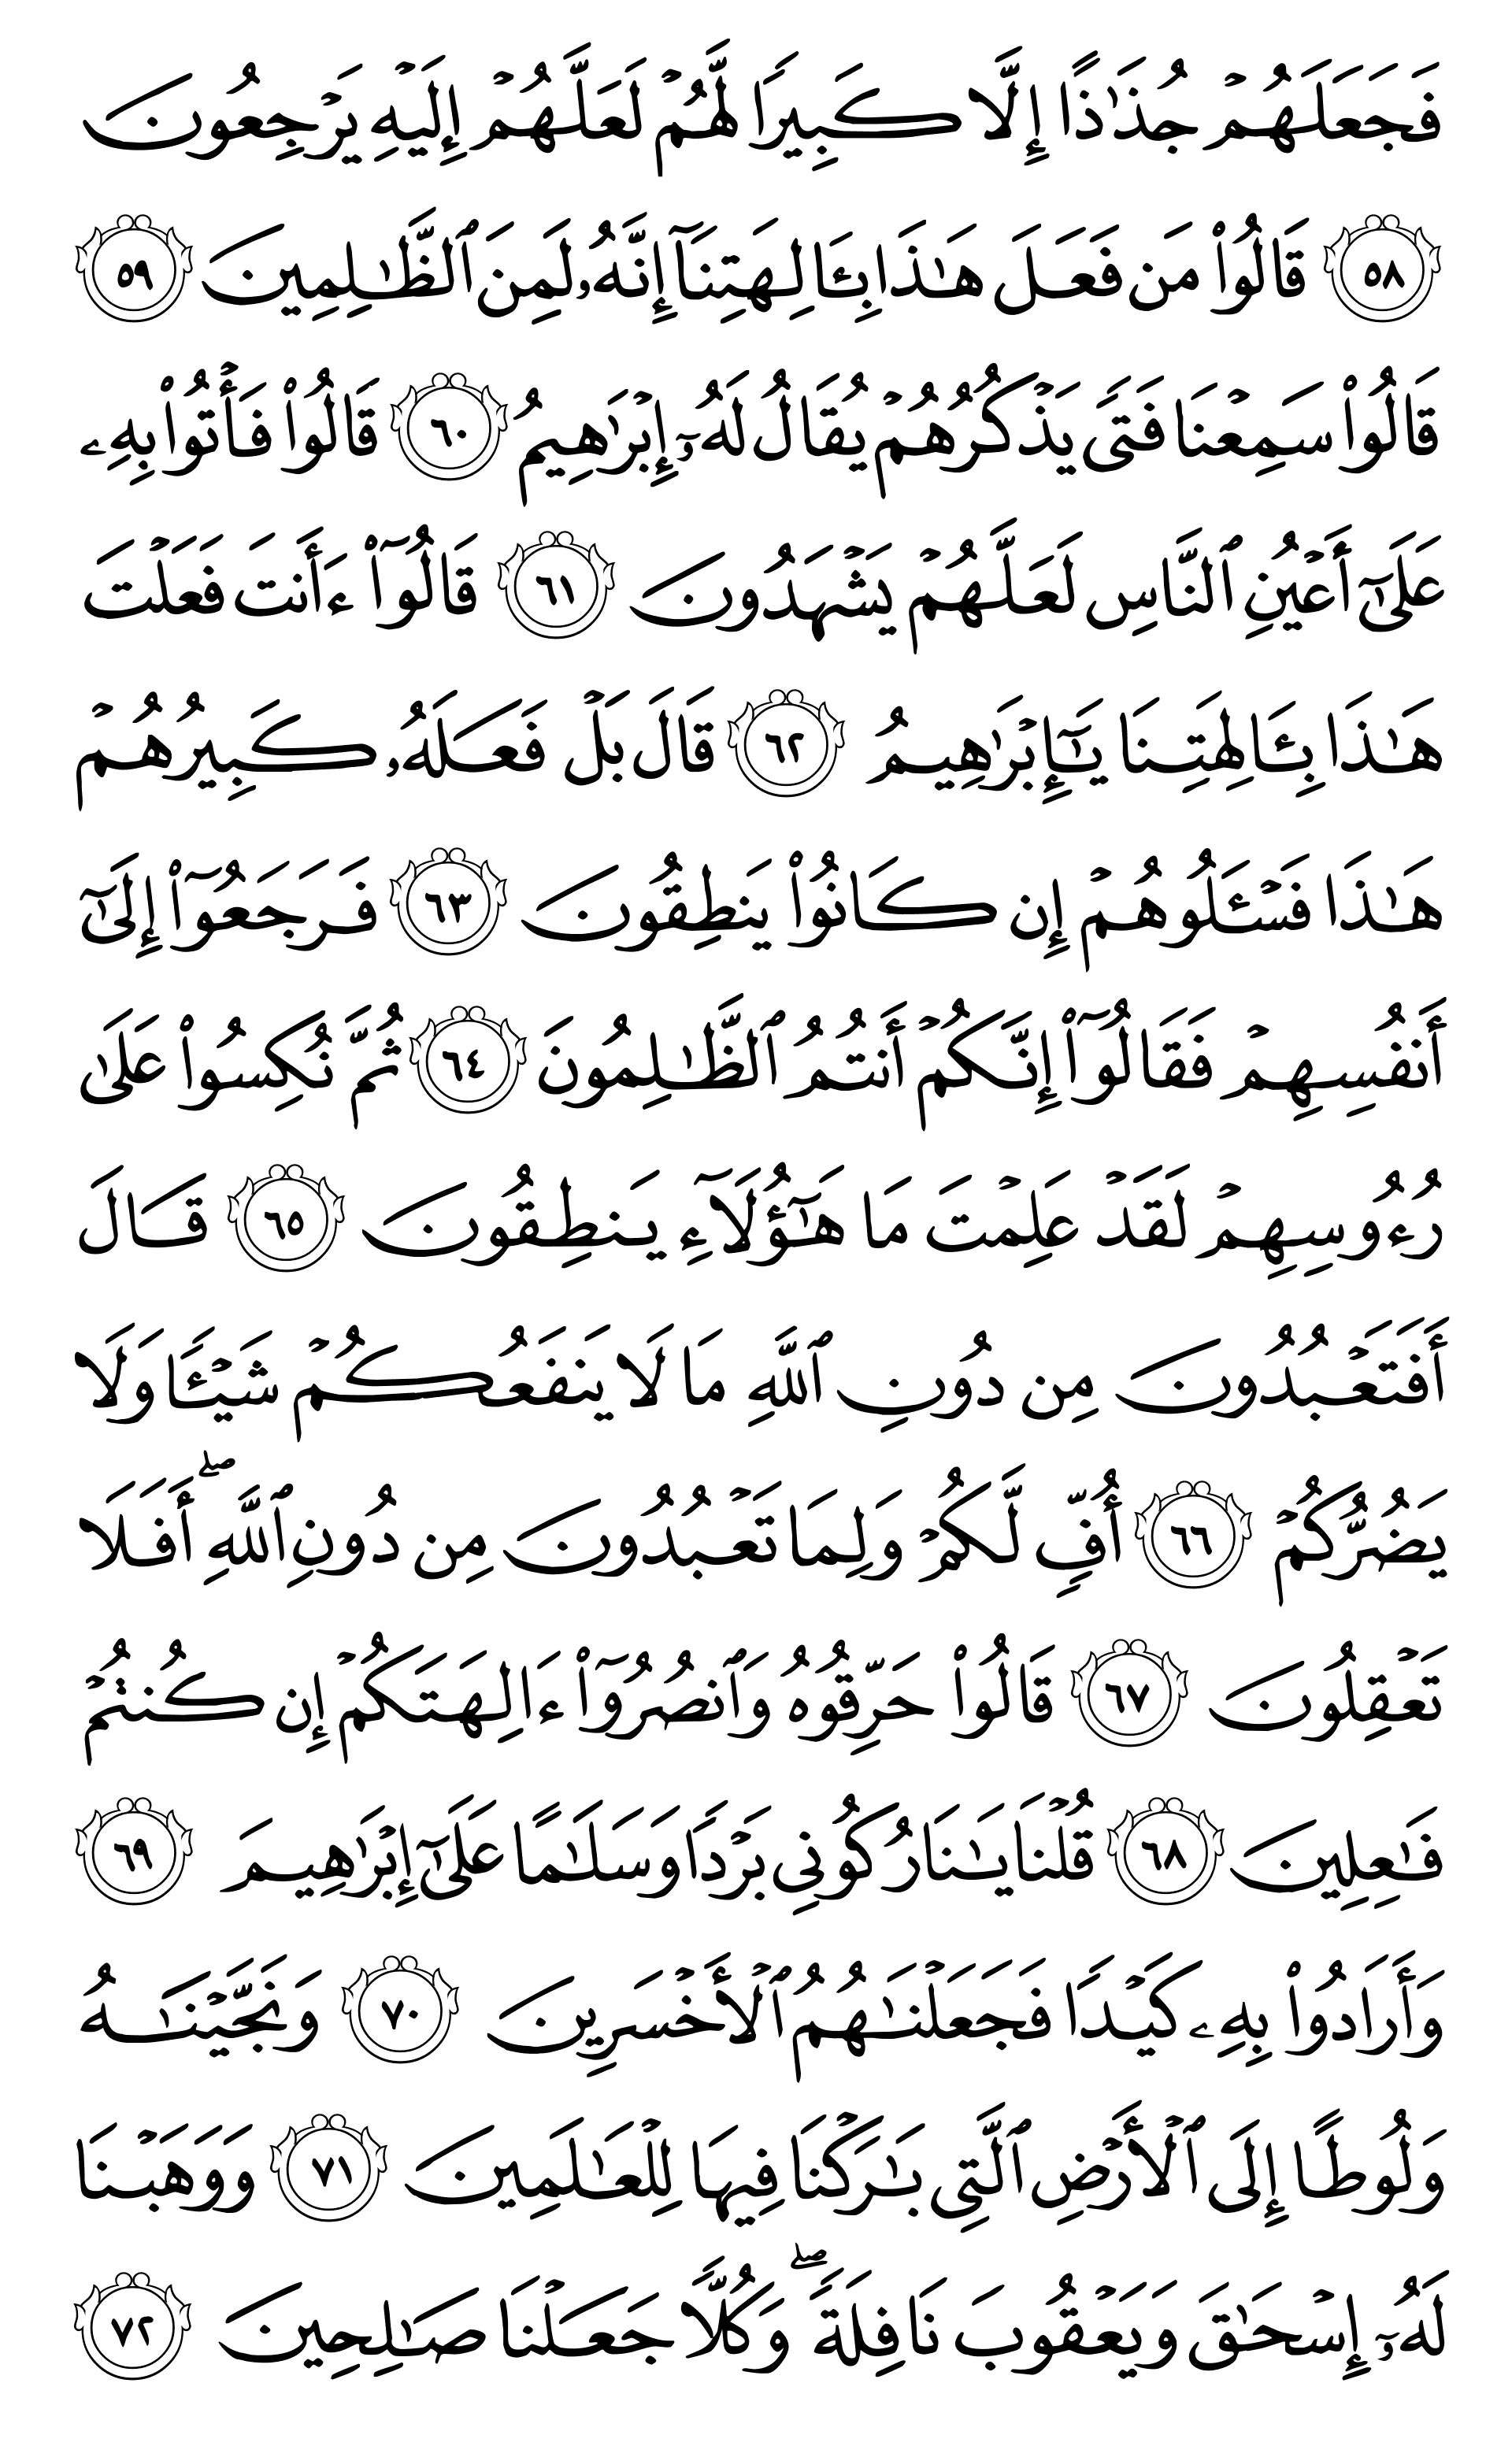 فَجَعَلَهُمْ جُذَٰذًا إِلَّا كَبِيرًا لَّهُمْ لَعَلَّهُمْ إِلَيْهِ يَرْجِعُونَ
٥٨ قَالُوا۟ مَن فَعَلَ هَـٰذَا بِـَٔالِهَتِنَآ إِنَّهُۥ لَمِنَ ٱلظَّـٰلِمِينَ ٥٩
قَالُوا۟ سَمِعْنَا فَتًى يَذْكُرُهُمْ يُقَالُ لَهُۥٓ إِبْرَٰهِيمُ ٦٠ قَالُوا۟ فَأْتُوا۟ بِهِۦ
عَلَىٰٓ أَعْيُنِ ٱلنَّاسِ لَعَلَّهُمْ يَشْهَدُونَ ٦١ قَالُوٓا۟ ءَأَنتَ فَعَلْتَ
هَـٰذَا بِـَٔالِهَتِنَا يَـٰٓإِبْرَٰهِيمُ ٦٢ قَالَ بَلْ فَعَلَهُۥ كَبِيرُهُمْ
هَـٰذَا فَسْـَٔلُوهُمْ إِن كَانُوا۟ يَنطِقُونَ ٦٣ فَرَجَعُوٓا۟ إِلَىٰٓ
أَنفُسِهِمْ فَقَالُوٓا۟ إِنَّكُمْ أَنتُمُ ٱلظَّـٰلِمُونَ ٦٤ ثُمَّ نُكِسُوا۟ عَلَىٰ
رُءُوسِهِمْ لَقَدْ عَلِمْتَ مَا هَـٰٓؤُلَآءِ يَنطِقُونَ ٦٥ قَالَ
أَفَتَعْبُدُونَ مِن دُونِ ٱللَّهِ مَا لَا يَنفَعُكُمْ شَيْـًٔا وَلَا
يَضُرُّكُمْ ٦٦ أُفٍّ لَّكُمْ وَلِمَا تَعْبُدُونَ مِن دُونِ ٱللَّهِ ۖ أَفَلَا
تَعْقِلُونَ ٦٧ قَالُوا۟ حَرِّقُوهُ وَٱنصُرُوٓا۟ ءَالِهَتَكُمْ إِن كُنتُمْ
فَـٰعِلِينَ ٦٨ قُلْنَا يَـٰنَارُ كُونِى بَرْدًا وَسَلَـٰمًا عَلَىٰٓ إِبْرَٰهِيمَ ٦٩
وَأَرَادُوا۟ بِهِۦ كَيْدًا فَجَعَلْنَـٰهُمُ ٱلْأَخْسَرِينَ ٧٠ وَنَجَّيْنَـٰهُ
وَلُوطًا إِلَى ٱلْأَرْضِ ٱلَّتِى بَـٰرَكْنَا فِيهَا لِلْعَـٰلَمِينَ ٧١ وَوَهَبْنَا
لَهُۥٓ إِسْحَـٰقَ وَيَعْقُوبَ نَافِلَةً ۖ وَكُلًّا جَعَلْنَا صَـٰلِحِينَ ٧٢